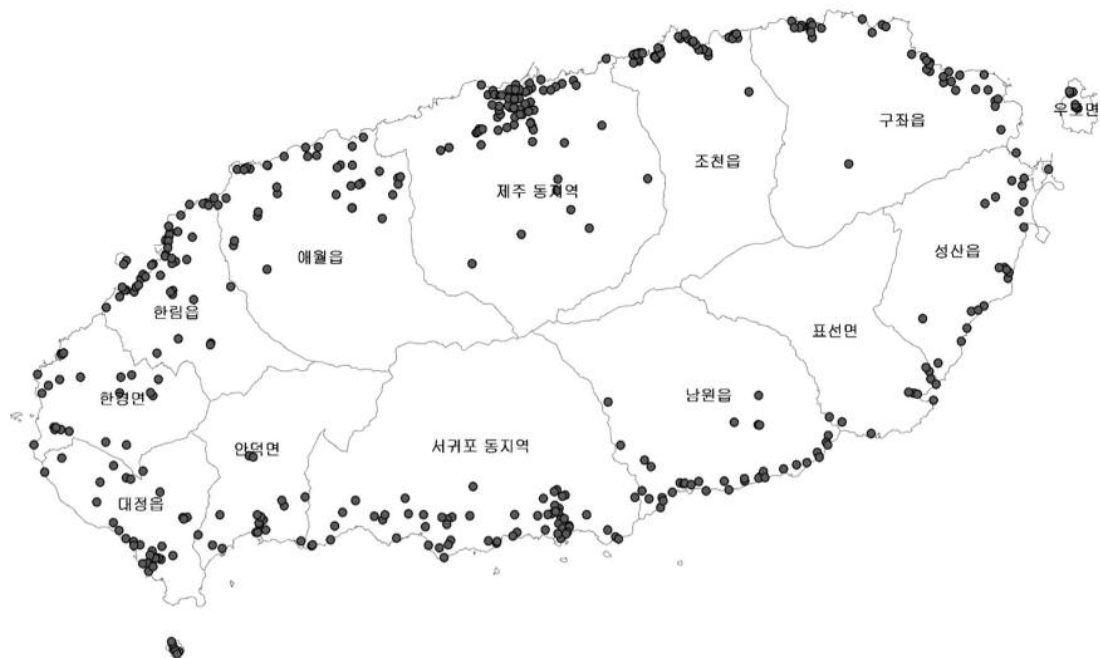 우도면
구좌읍
조천읍
제주 동지역
성산읍
애월읍
한림읍
표선면
남원읍
한경면
서귀포 동지역
안덕면
대정읍